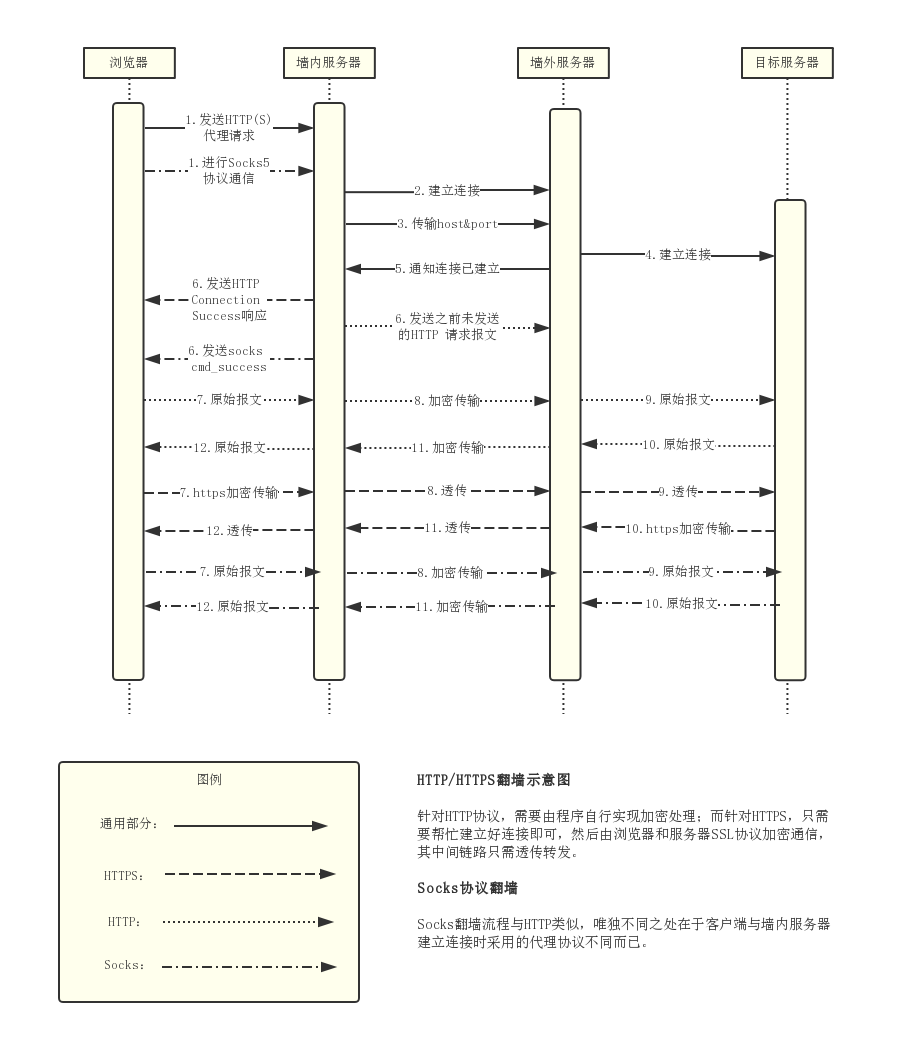 浏览器
墙内服务器
墙外服务器
目标服务器
1.发送HTTP(S)
代理请求
1.进行Socks5
协议通信
2.建立连接
3.传输host&port
4.建立连接
5.通知连接已建立
6.发送HTTP
Connection
Success响应
6.发送之前未发送
的HTTP 请求报文
6.发送socks
cmd_success
7.原始报文
8.加密传输
9.原始报文
12.原始报文
11.加密传输
10.原始报文
7.https加密传输
8.透传
9.透传
12.透传
11.透传
10.https加密传输
7.原始报文
8.加密传输
9.原始报文
12.原始报文
11.加密传输
10.原始报文
图例
通用部分:
HTTPS:
HTTP:
Socks:
HTTP/HTTPS翻墙示意图
针对HTTP协议，需要由程序自行实现加密处理；而针对HTTPS，只需
要帮忙建立好连接即可，然后由浏览器和服务器SSL协议加密通信，
其中间链路只需透传转发。
Socks协议翻墙
Socks翻墙流程与HTTP类似，唯独不同之处在于客户端与墙内服务器
建立连接时采用的代理协议不同而已。